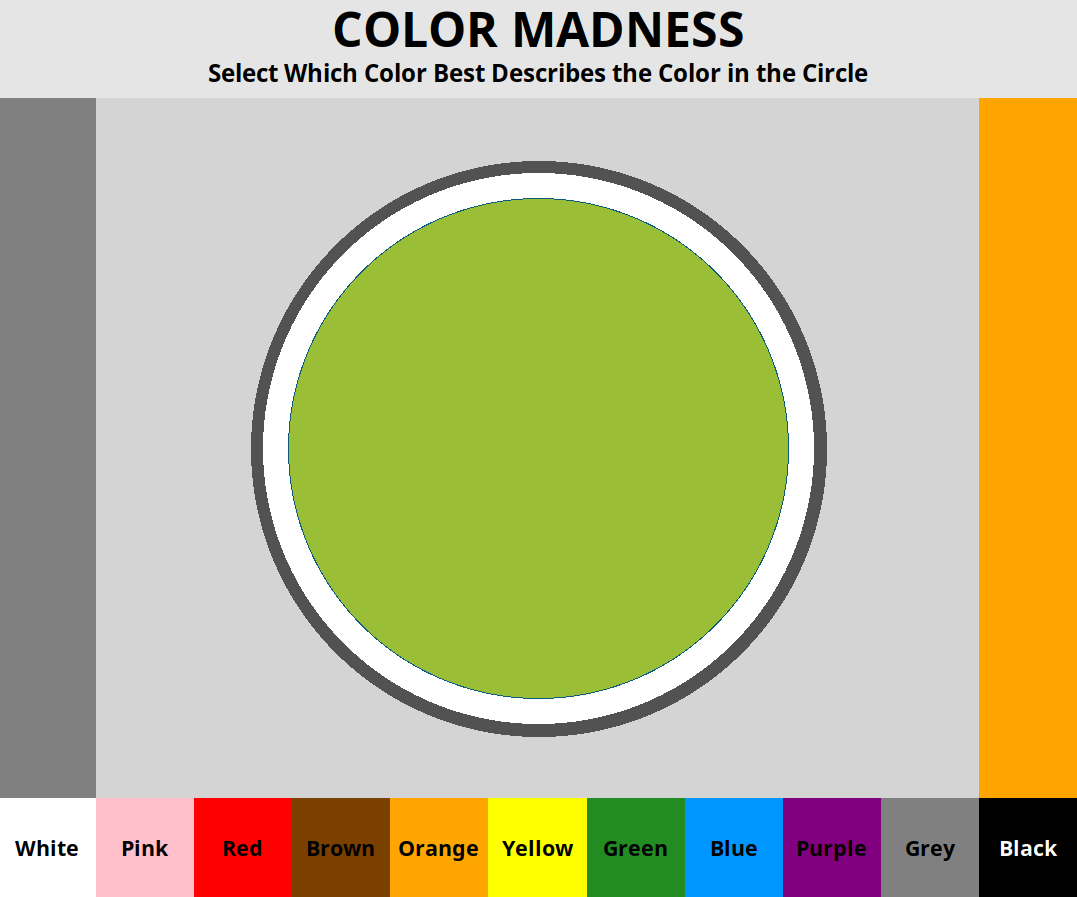 COLOR MADNESS
Select Which Color Best Describes the Color in the Circle
White Pink Red Brown Orange Yellow Green Blue Purple Grey Black